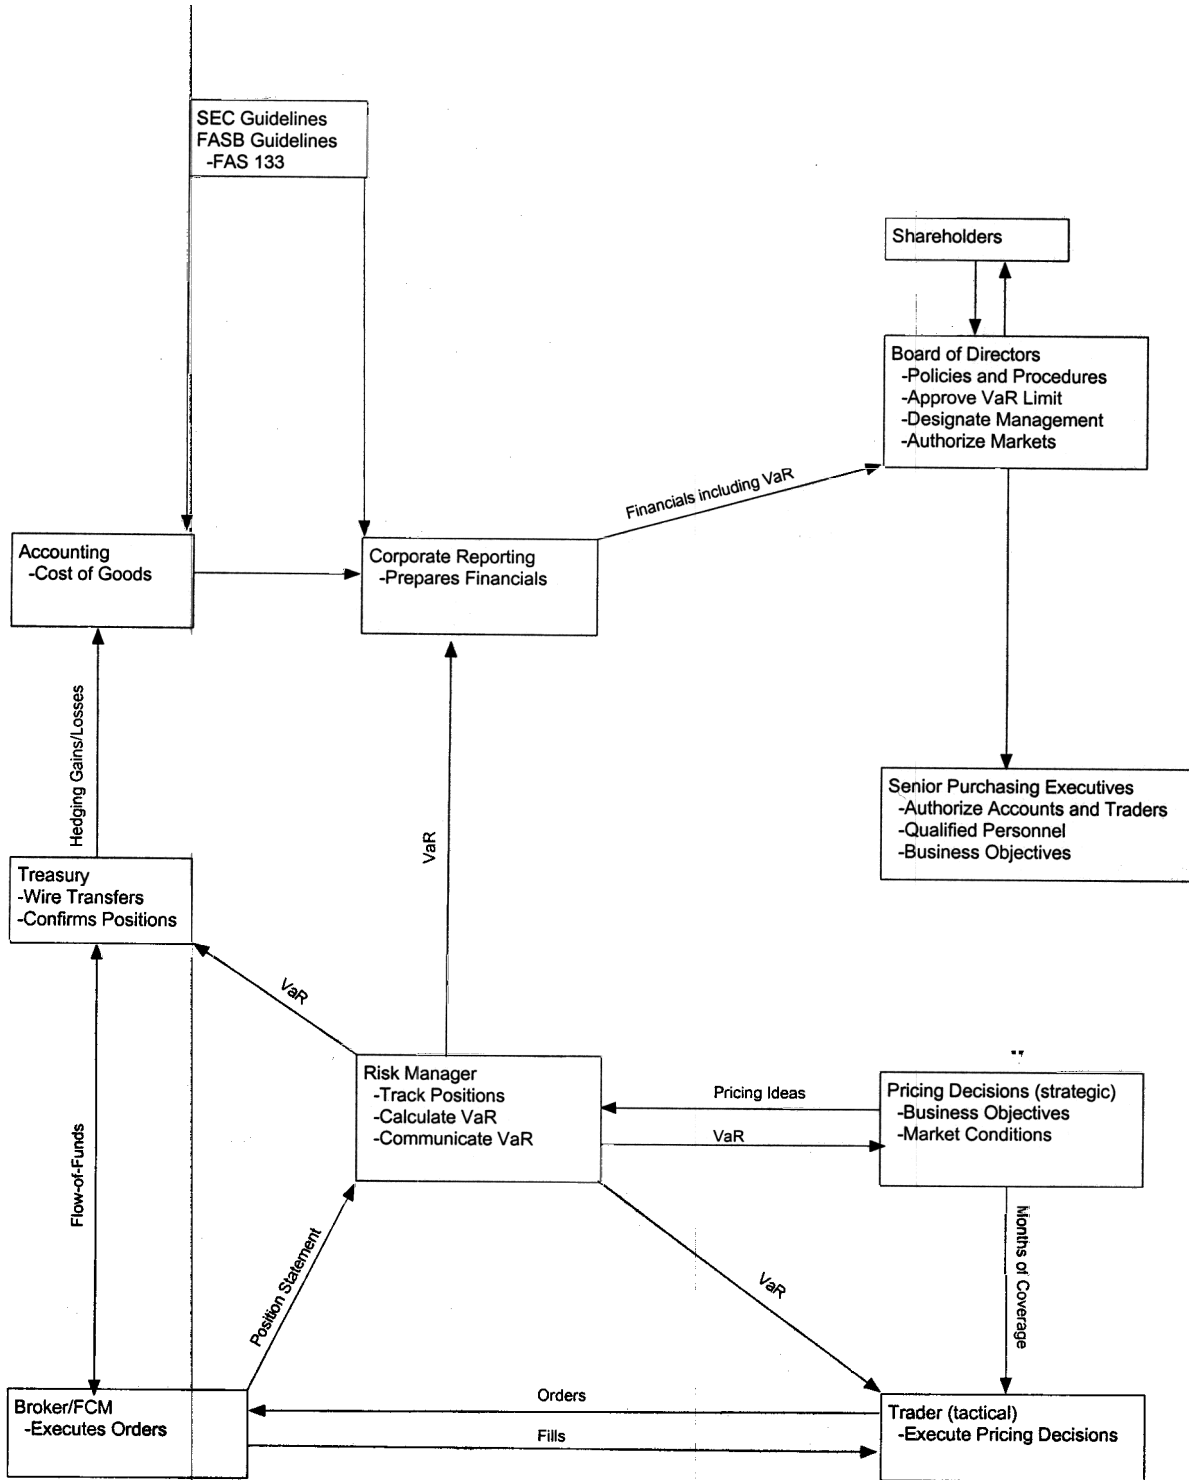 SEC Guidelines
FASB Guidelines
-FAS 133
Shareholders
Board of Directors
-Policies and Procedures
-Approve VaR Limit
-Designate Management
-Authorize Markets
Financials including VaR
Accounting
-Cost of Goods
Corporate Reporting
-Prepares Financials
Hedging Gains/Losses
VaR
Senior Purchasing Executives
-Authorize Accounts and Traders
-Qualified Personnel
-Business Objectives
Treasury
-Wire Transfers
-Confirms Positions
VaR
Risk Manager
-Track Positions
-Calculate VaR
-Communicate VaR
Pricing Ideas
VaR
Pricing Decisions (strategic)
-Business Objectives
-Market Conditions
Flow-of-Funds
Position Statement
VaR
Months of Coverage
Broker/FCM
-Executes Orders
Orders
Fills
Trader (tactical)
-Execute Pricing Decisions